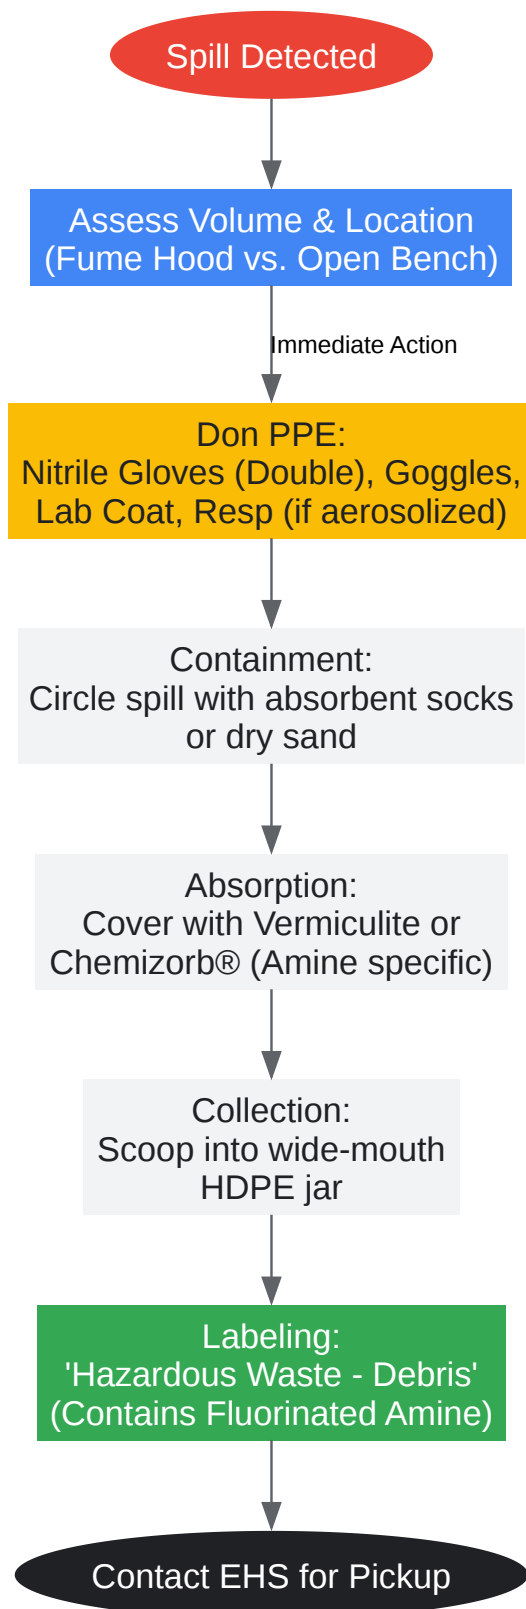 Spill Detected
Assess Volume & Location
(Fume Hood vs. Open Bench)
Immediate Action
Don PPE:
Nitrile Gloves (Double), Goggles,
Lab Coat, Resp (if aerosolized)
Containment:
Circle spill with absorbent socks
or dry sand
Absorption:
Cover with Vermiculite or
Chemizorb® (Amine specific)
Collection:
Scoop into wide-mouth
HDPE jar
Labeling:
'Hazardous Waste - Debris'
(Contains Fluorinated Amine)
Contact EHS for Pickup